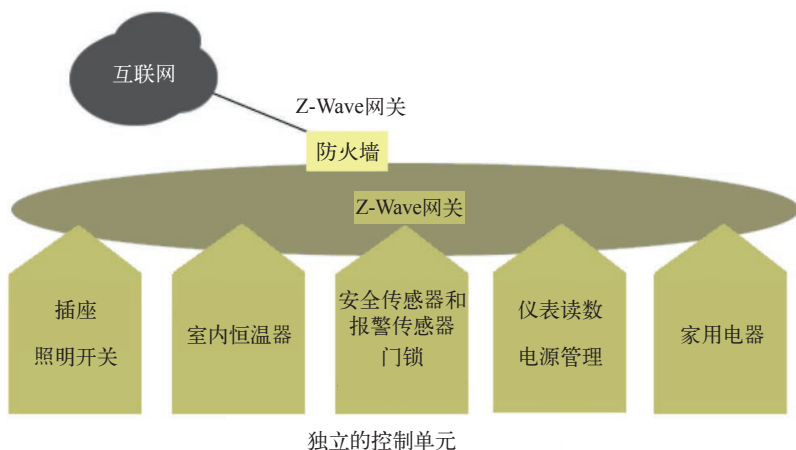 互联网
Z-Wave网关
防火墙
Z-Wave网关
插座
照明开关
室内恒温器
安全传感器和
报警传感器
门锁
仪表读数
电源管理
家用电器
独立的控制单元